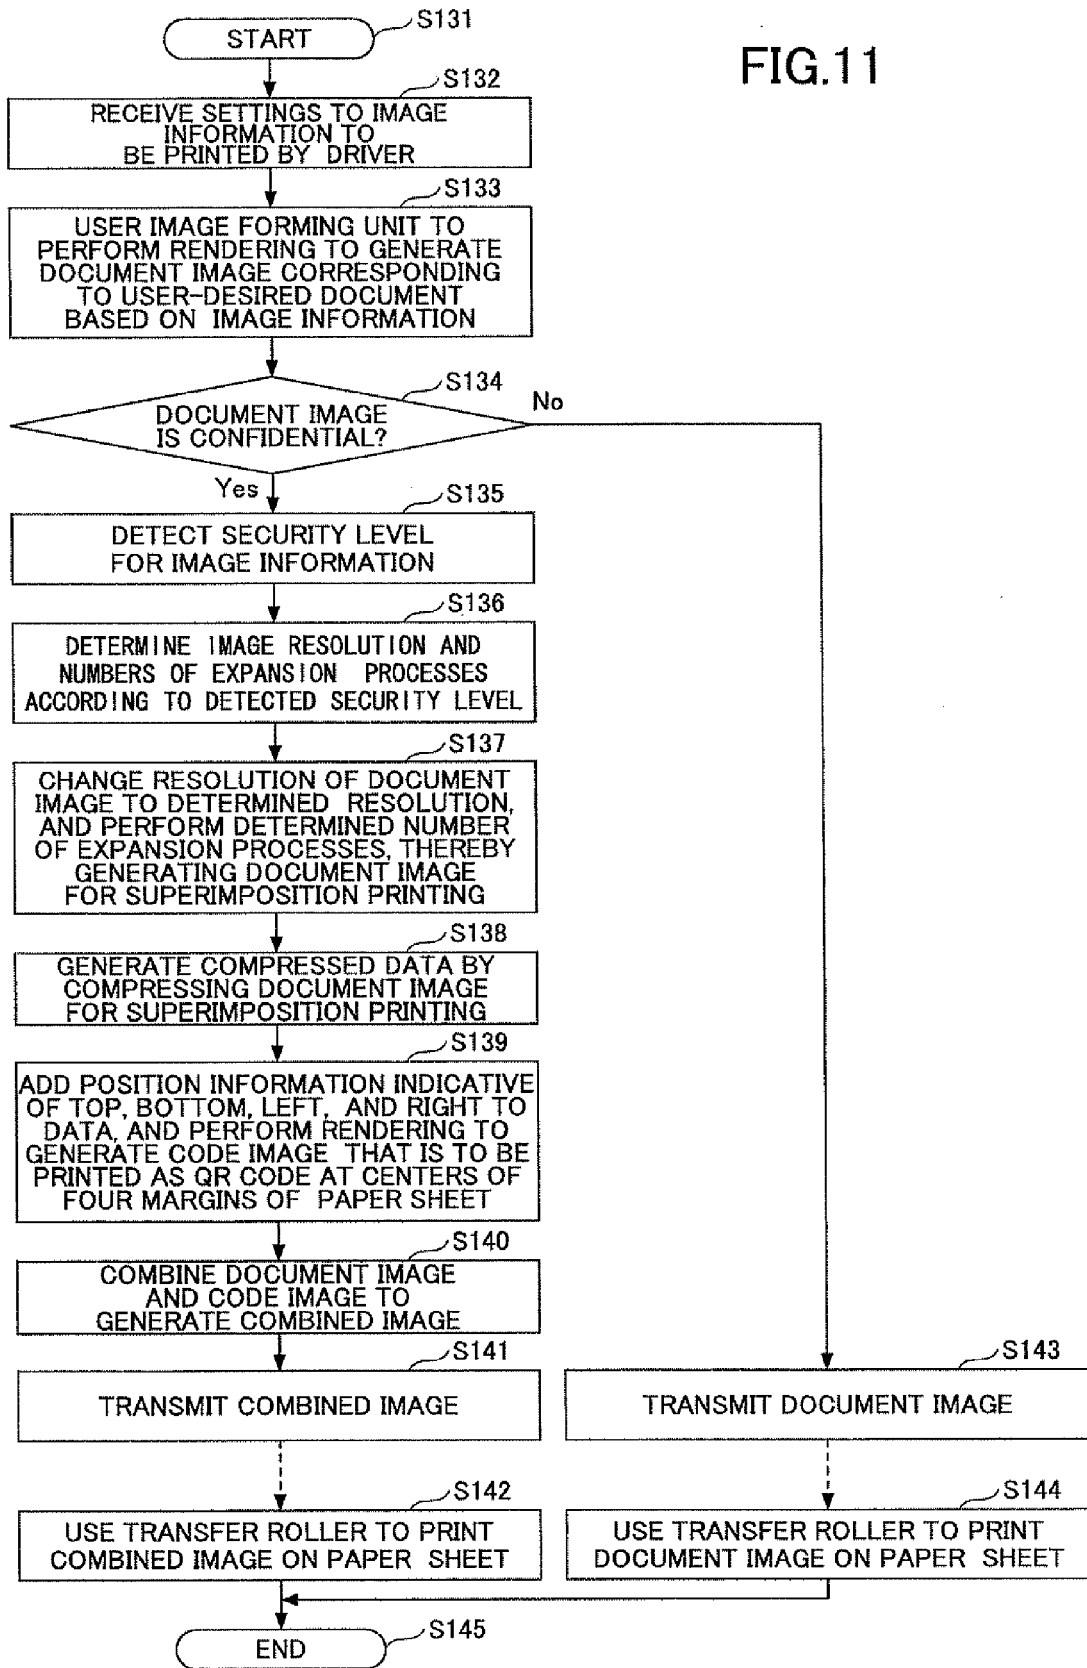 FIG.11
START
S131
S132
RECEIVE SETTINGS TO IMAGE
INFORMATION TO
BE PRINTED BY DRIVER
S133
USER IMAGE FORMING UNIT TO
PERFORM RENDERING TO GENERATE
DOCUMENT IMAGE CORRESPONDING
TO USER-DESIRED DOCUMENT
BASED ON IMAGE INFORMATION
S134
DOCUMENT IMAGE
IS CONFIDENTIAL?
No
Yes
S135
DETECT SECURITY LEVEL
FOR IMAGE INFORMATION
S136
DETERMINE IMAGE RESOLUTION AND
NUMBERS OF EXPANSION PROCESSES
ACCORDING TO DETECTED SECURITY LEVEL
S137
CHANGE RESOLUTION OF DOCUMENT
IMAGE TO DETERMINED RESOLUTION,
AND PERFORM DETERMINED NUMBER
OF EXPANSION PROCESSES, THEREBY
GENERATING DOCUMENT IMAGE
FOR SUPERIMPOSITION PRINTING
S138
GENERATE COMPRESSED DATA BY
COMPRESSING DOCUMENT IMAGE
FOR SUPERIMPOSITION PRINTING
S139
ADD POSITION INFORMATION INDICATIVE
OF TOP, BOTTOM, LEFT, AND RIGHT TO
DATA, AND PERFORM RENDERING TO
GENERATE CODE IMAGE THAT IS TO BE
PRINTED AS QR CODE AT CENTERS OF
FOUR MARGINS OF PAPER SHEET
S140
COMBINE DOCUMENT IMAGE
AND CODE IMAGE TO
GENERATE COMBINED IMAGE
S141
TRANSMIT COMBINED IMAGE
S143
TRANSMIT DOCUMENT IMAGE
S142
USE TRANSFER ROLLER TO PRINT
COMBINED IMAGE ON PAPER SHEET
S144
USE TRANSFER ROLLER TO PRINT
DOCUMENT IMAGE ON PAPER SHEET
S145
END